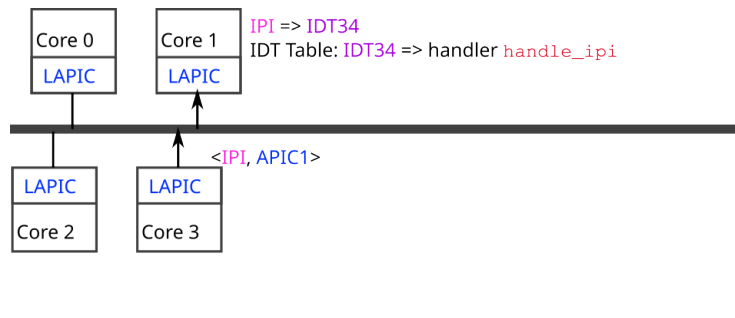 Core 0
LAPIC
Core 1
LAPIC
IPI => IDT34
IDT Table: IDT34 => handler handle_ipi
<IPI, APIC1>
LAPIC
Core 2
LAPIC
Core 3